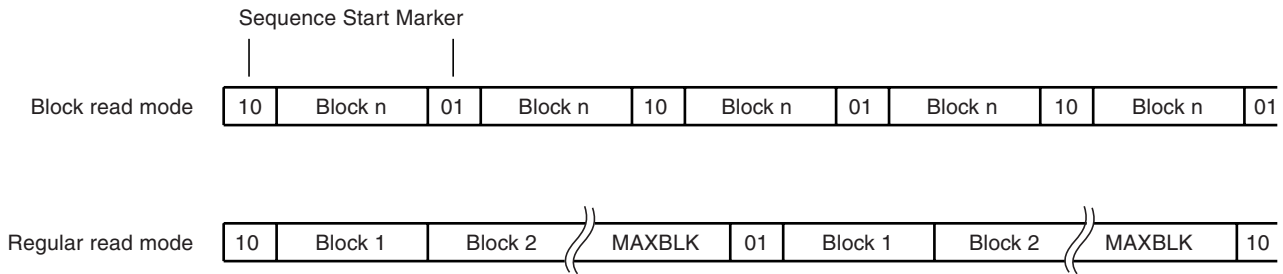 Sequence Start Marker
Block read mode 10 Block n 01 Block n 10 Block n 01 Block n 10 Block n 01
Regular read mode 10 Block 1 Block 2 MAXBLK 01 Block 1 Block 2 MAXBLK 10